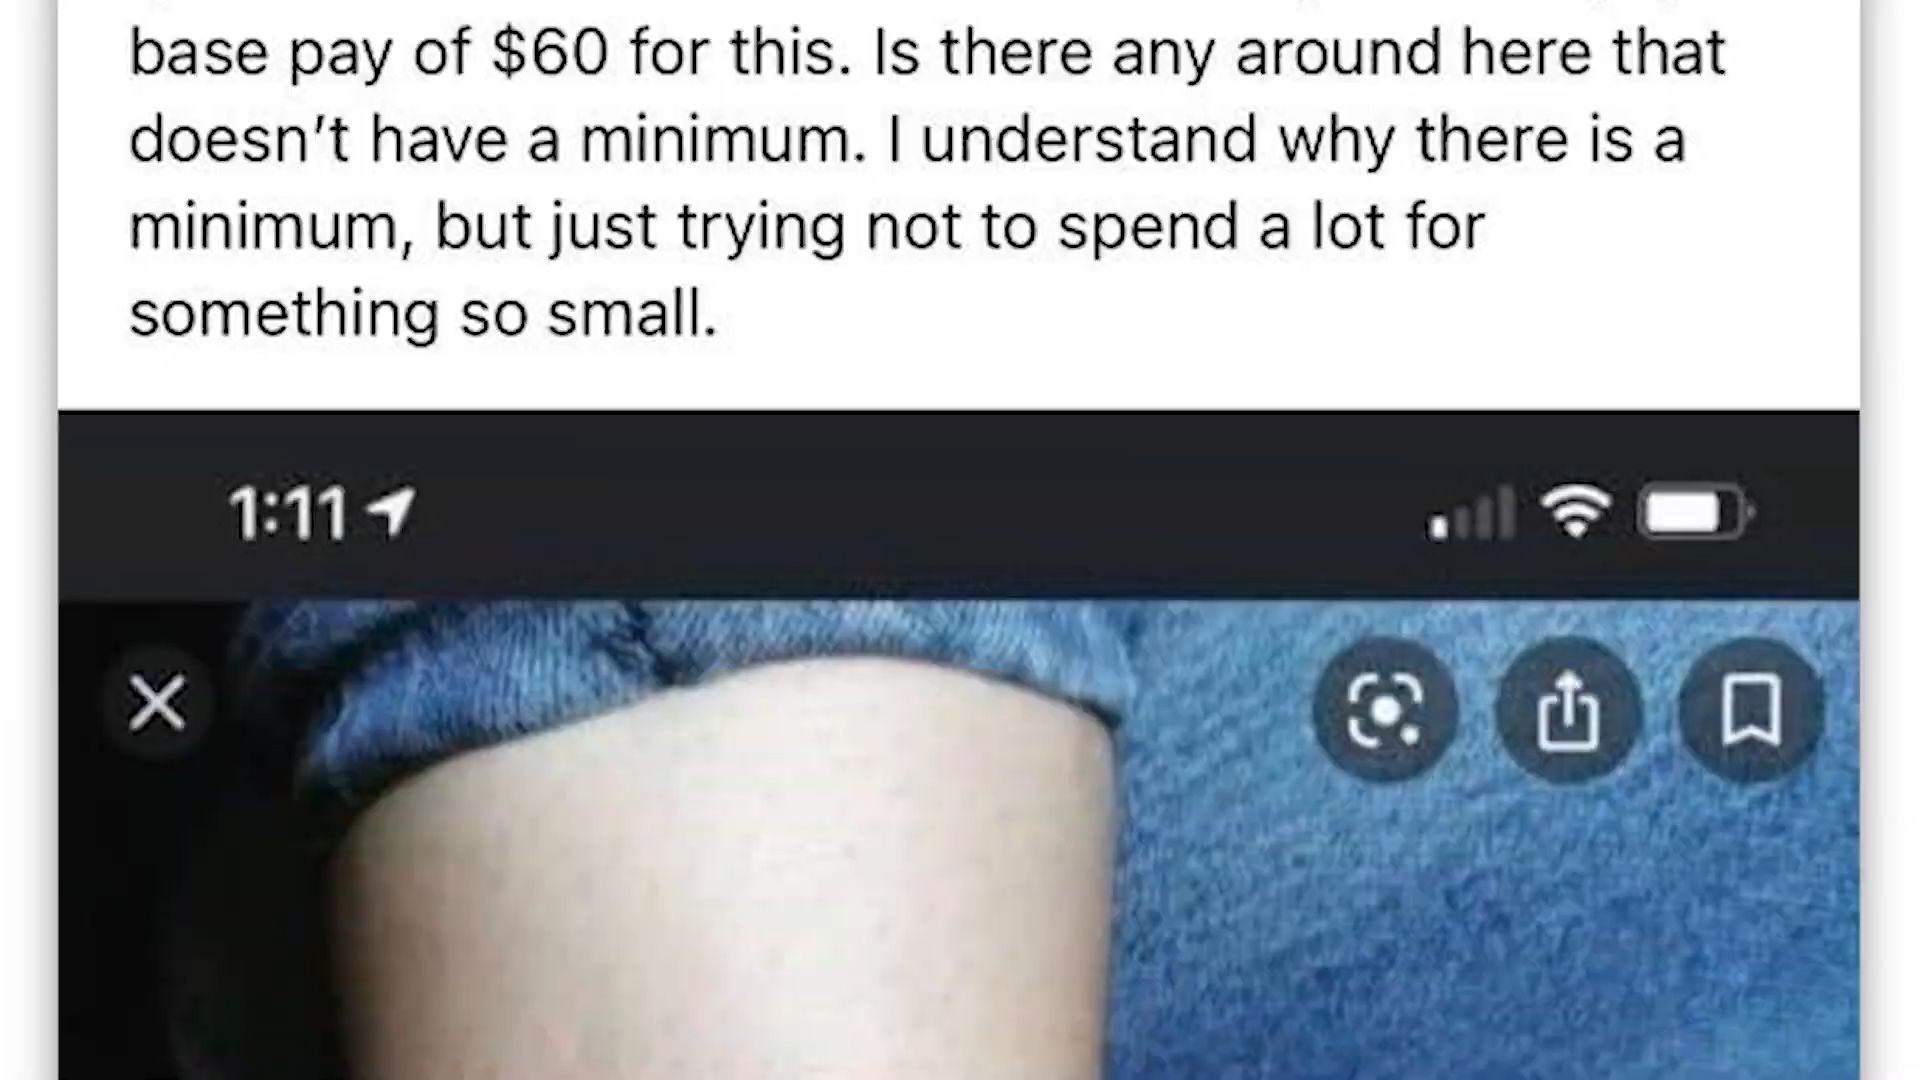 base pay of $60 for this. Is there any around here that
doesn't have a minimum. I understand why there is a
minimum, but just trying not to spend a lot for
something so small.
1:11